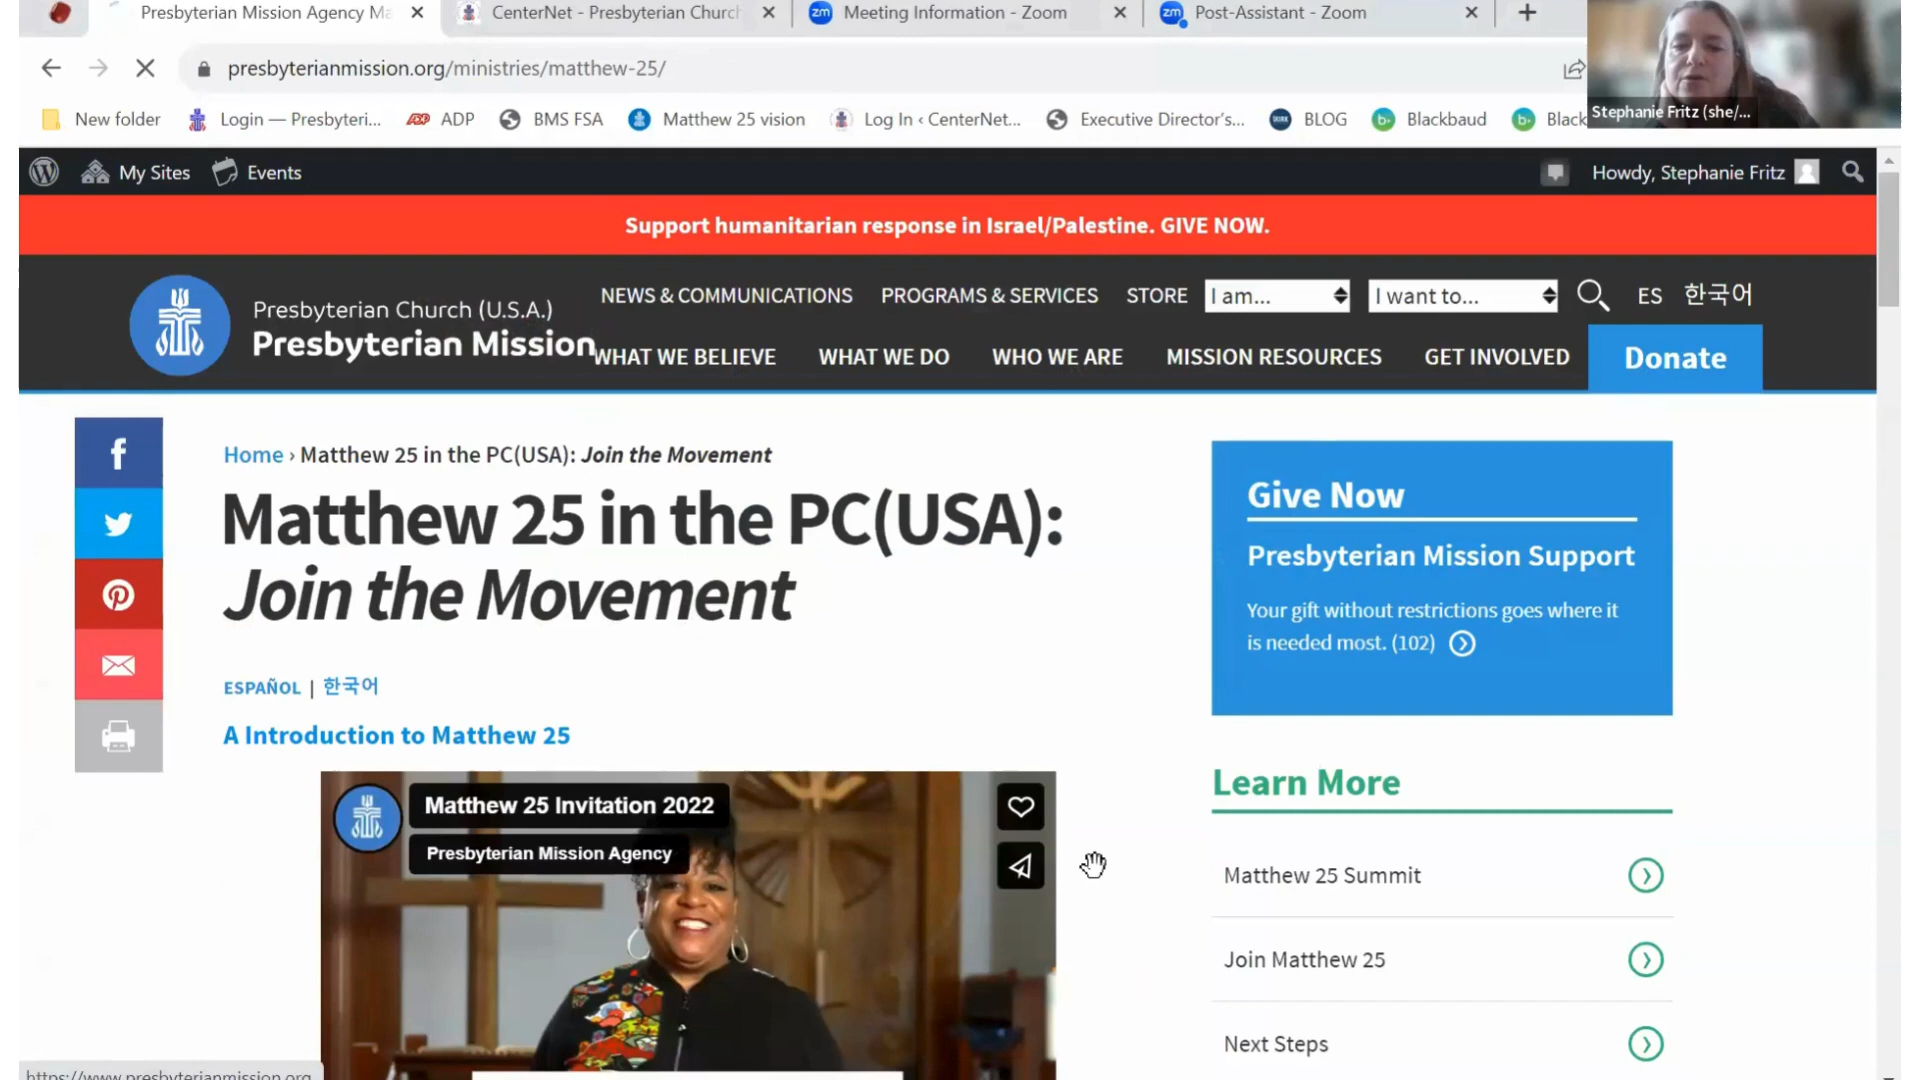 Presbyterian Mission Agency Ma
CenterNet - Presbyterian Church
zm Meeting Information - Zoom
zm Post-Assistant - Zoom
presbyterianmission.org/ministries/matthew-25/
Stephanie Fritz (she/...
New folder
Login — Presbyteri...
ADP ADP
BMS FSA
Matthew 25 vision
Log In ‹ CenterNet...
Executive Director's...
BLOG
b. Blackbaud
b. Black
My Sites
Events
Howdy, Stephanie Fritz
Support humanitarian response in Israel/Palestine. GIVE NOW.
Presbyterian Church (U.S.A.)
Presbyterian Mission
NEWS & COMMUNICATIONS
PROGRAMS & SERVICES
STORE
I am...
I want to...
ES
한국어
WHAT WE BELIEVE
WHAT WE DO
WHO WE ARE
MISSION RESOURCES
GET INVOLVED
Donate
Home › Matthew 25 in the PC(USA): Join the Movement
Matthew 25 in the PC(USA):
Join the Movement
ESPAÑOL | 한국어
A Introduction to Matthew 25
Matthew 25 Invitation 2022
Presbyterian Mission Agency
Give Now
Presbyterian Mission Support
Your gift without restrictions goes where it
is needed most. (102)
Learn More
Matthew 25 Summit
Join Matthew 25
Next Steps
https://www.presbyterianmission.org